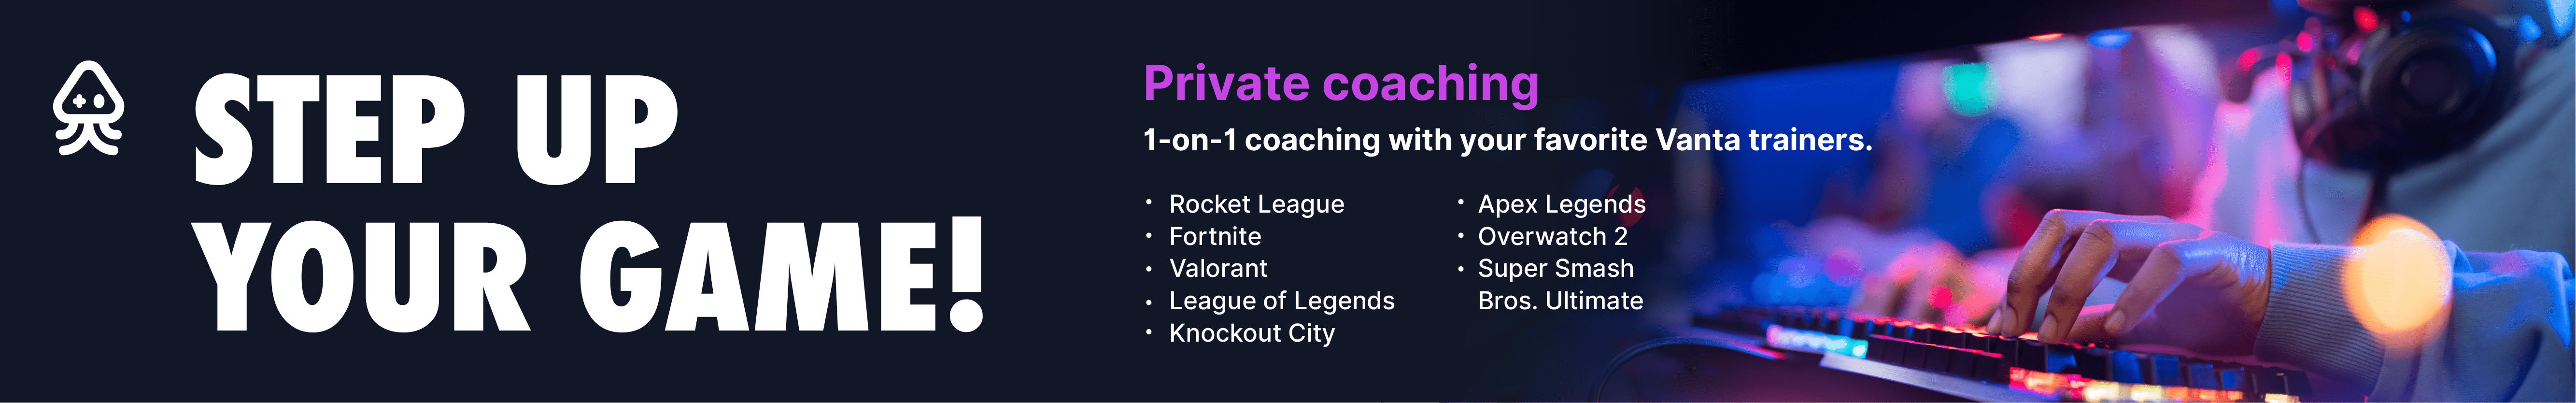 STEP UP
YOUR GAME!
Private coaching
1-on-1 coaching with your favorite Vanta trainers.
• Rocket League
• Fortnite
• Valorant
• League of Legends
• Knockout City
• Apex Legends
• Overwatch 2
• Super Smash
Bros. Ultimate